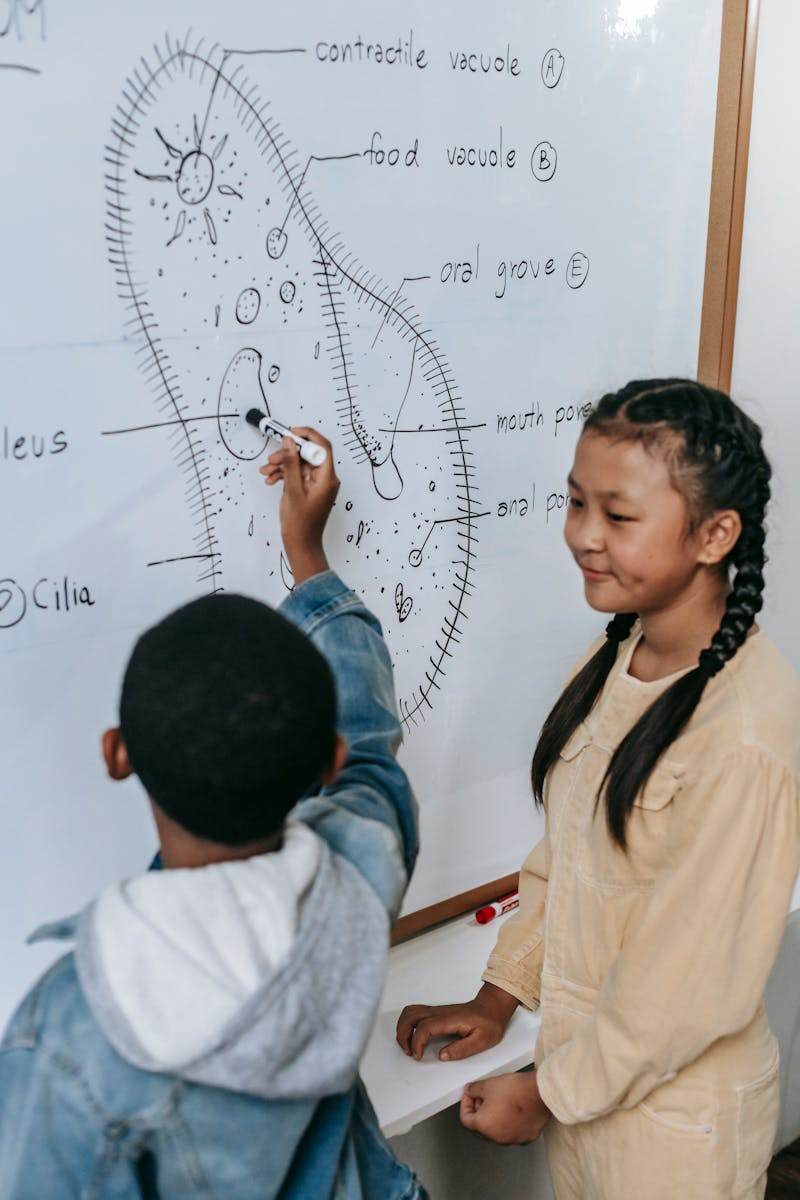 contractile vacuole A
food vacuole B
oral grove E
mouth pore
leus
anal por
Cilia